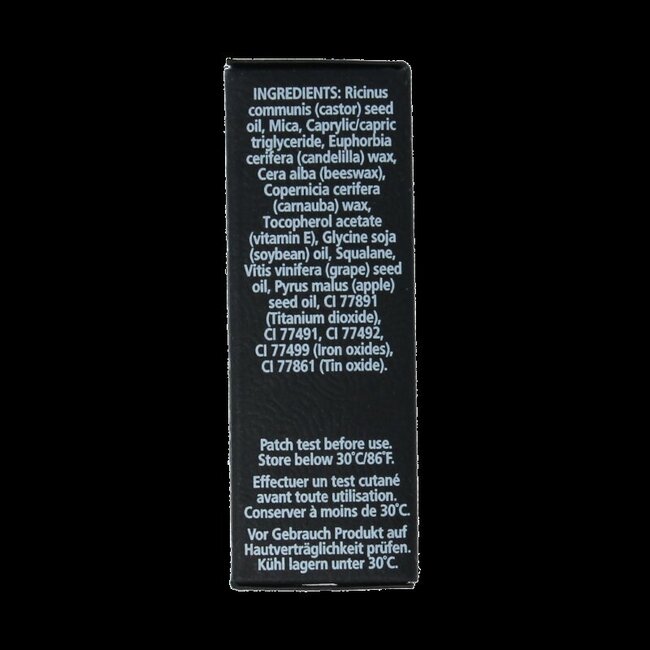 INGREDIENTS: Ricinus
communis (castor) seed
oil, Mica, Caprylic/capric
triglyceride, Euphorbia
cerifera (candelilla) wax,
Cera alba (beeswax),
Copernicia cerifera
(carnauba) wax,
Tocopherol acetate
(vitamin E), Glycine soja
(soybean) oil, Squalane,
Vitis vinifera (grape) seed
oil, Pyrus malus (apple)
seed oil, CI 77891
(Titanium dioxide),
CI 77491, CI 77492,
CI 77499 (Iron oxides),
CI 77861 (Tin oxide).
Patch test before use.
Store below 30°C/86°F.
Effectuer un test cutané
avant toute utilisation.
Conserver à moins de 30°C.
Vor Gebrauch Produkt auf
Hautverträglichkeit prüfen.
Kühl lagern unter 30°C.